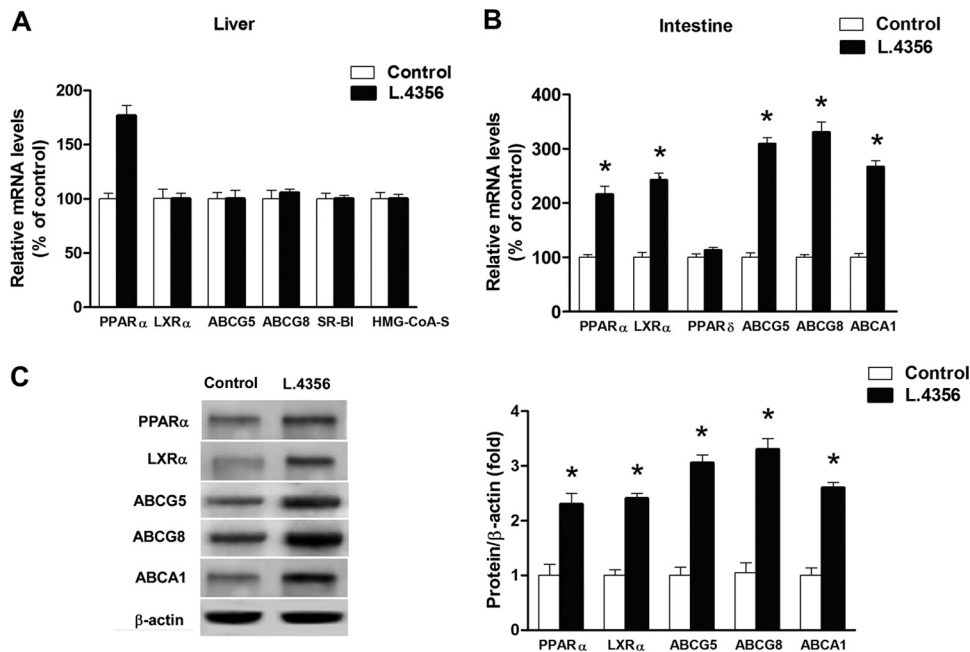 A
Liver
Control
L.4356
Relative mRNA levels
(% of control)
200
150
100
50
0
PPARα LXRα ABCG5 ABCG8 SR-BI HMG-CoA-S
B
Intestine
Control
L.4356
Relative mRNA levels
(% of control)
400
300
200
100
0
* * * * *
PPARα LXRα PPARδ ABCG5 ABCG8 ABCA1
C
Control L.4356
PPARα
LXRα
ABCG5
ABCG8
ABCA1
β-actin
Control
L.4356
Protein/β-actin (fold)
4
3
2
1
0
* * * * *
PPARα LXRα ABCG5 ABCG8 ABCA1